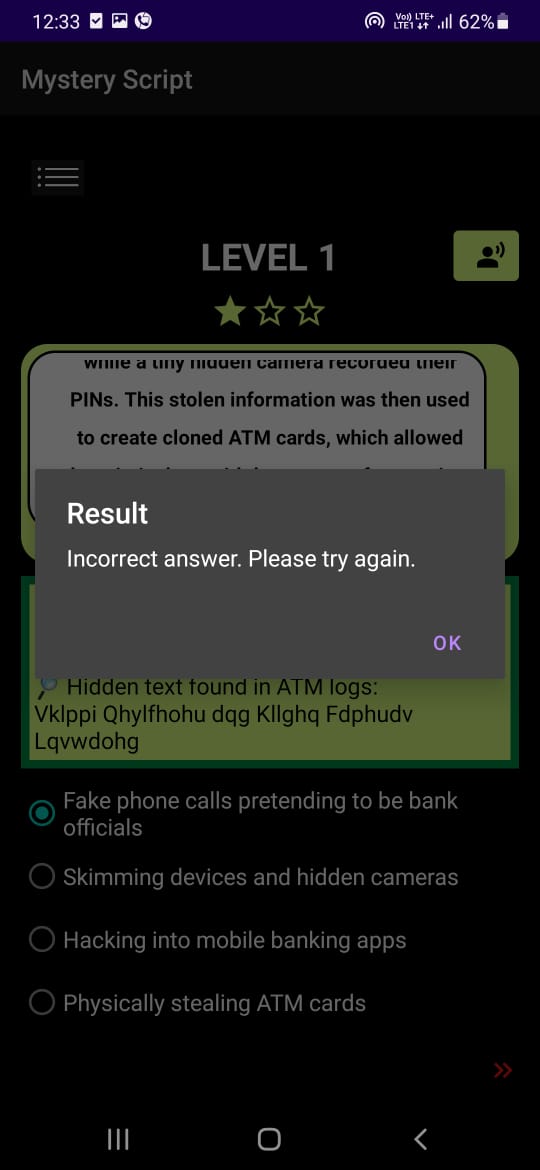 12:33
Vo) LTE+
LTE1
62%
Mystery Script
LEVEL 1
while a tiny hidden camera recorded their
PINs. This stolen information was then used
to create cloned ATM cards, which allowed
Result
Incorrect answer. Please try again.
OK
Hidden text found in ATM logs:
Vklppi Qhylfhohu dqg Kllghq Fdphudv
Lqvwdohg
Fake phone calls pretending to be bank
officials
Skimming devices and hidden cameras
Hacking into mobile banking apps
Physically stealing ATM cards